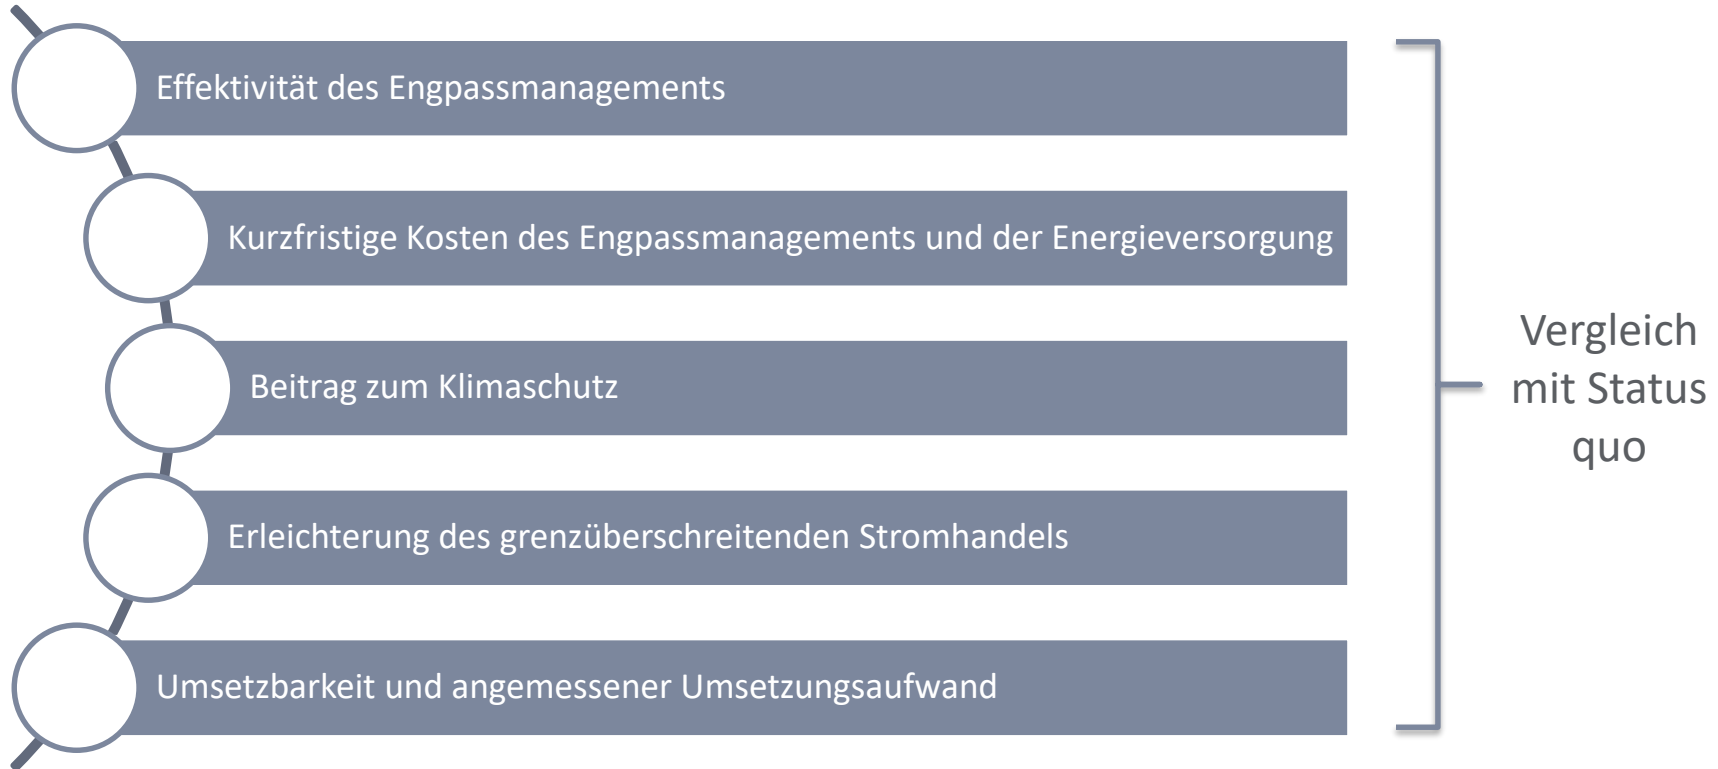 Effektivität des Engpassmanagements
Kurzfristige Kosten des Engpassmanagements und der Energieversorgung
Beitrag zum Klimaschutz
Erleichterung des grenzüberschreitenden Stromhandels
Umsetzbarkeit und angemessener Umsetzungsaufwand
Vergleich
mit Status
quo